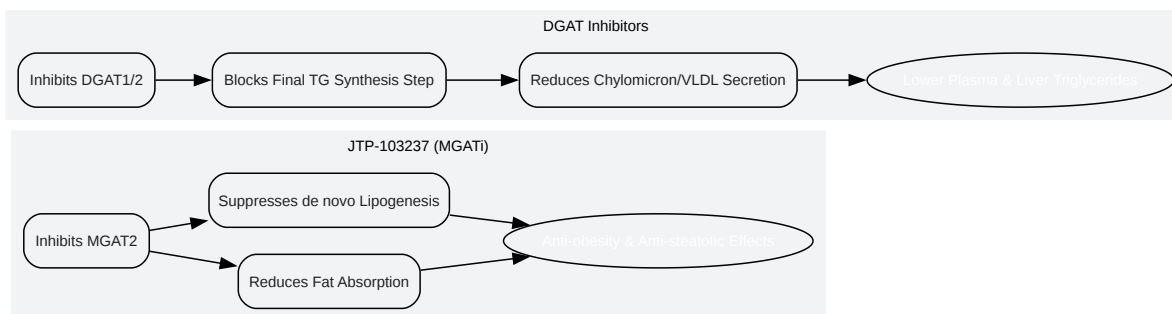 DGAT Inhibitors
Inhibits DGAT1/2
Blocks Final TG Synthesis Step
Reduces Chylomicron/VLDL Secretion
Lower Plasma & Liver Triglycerides
JTP-103237 (MGATi)
Inhibits MGAT2
Suppresses de novo Lipogenesis
Reduces Fat Absorption
Anti-obesity & Anti-steatotic Effects